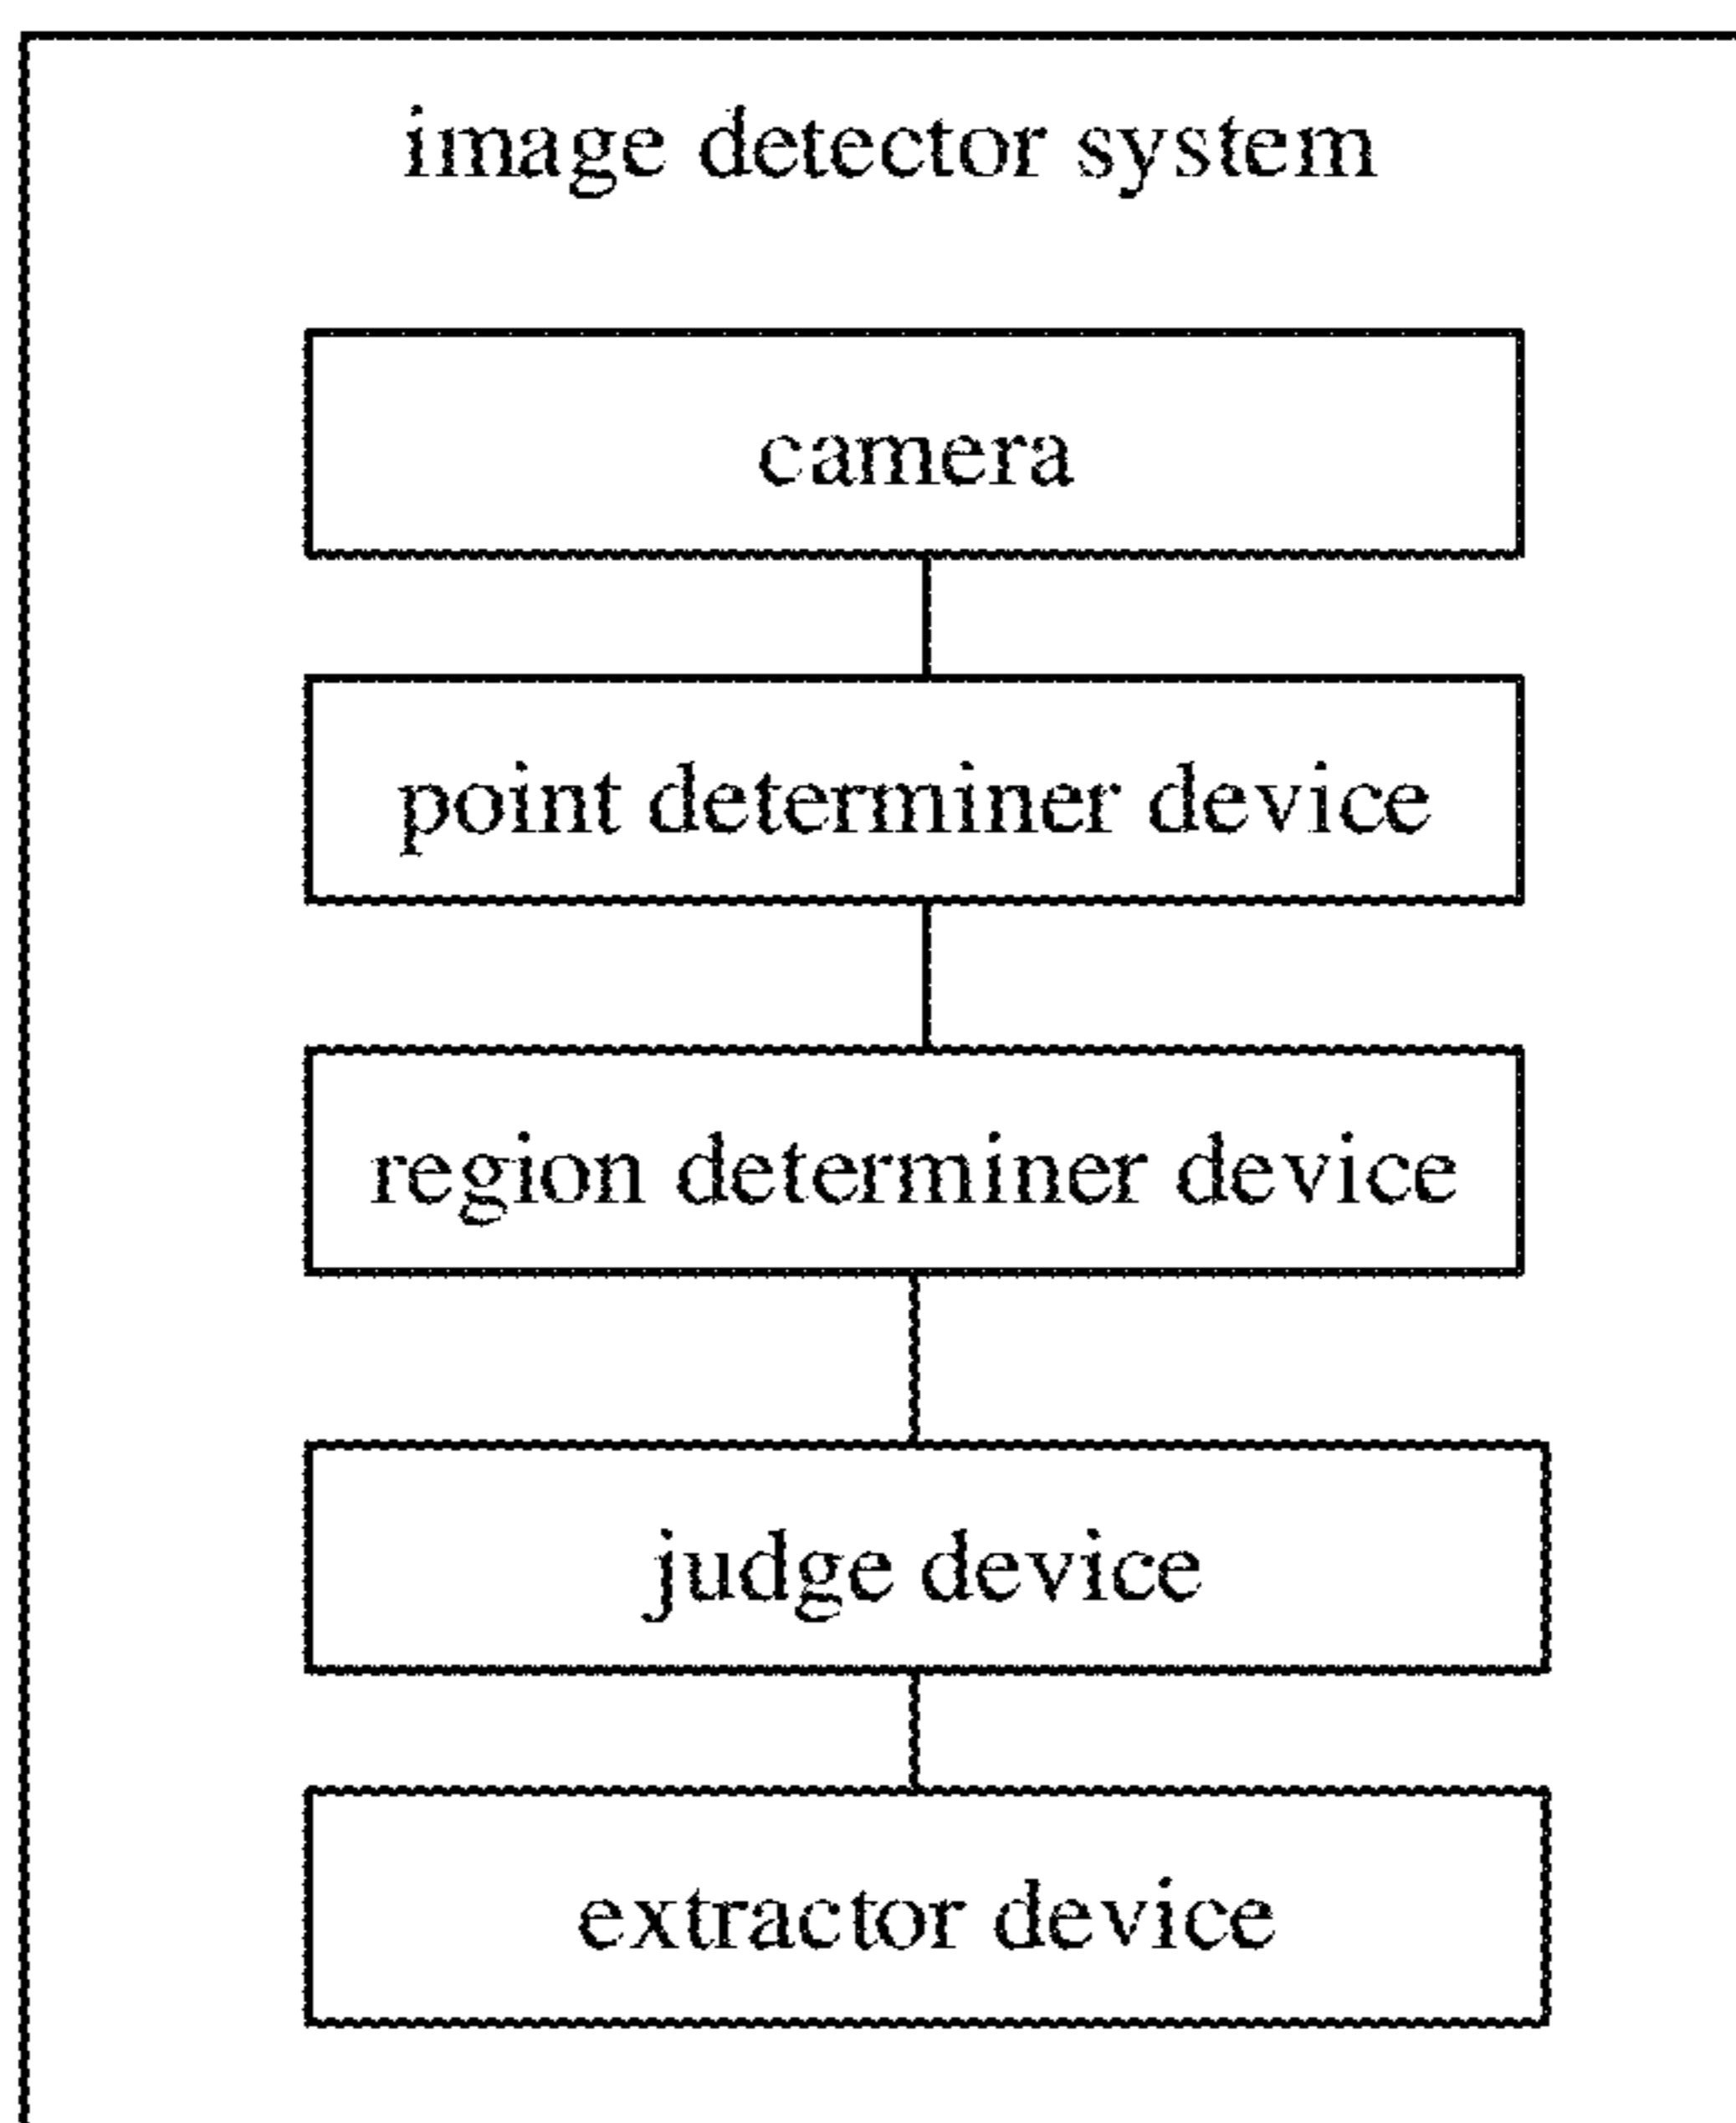 image detector system
camera
point determiner device
region determiner device
judge device
extractor device